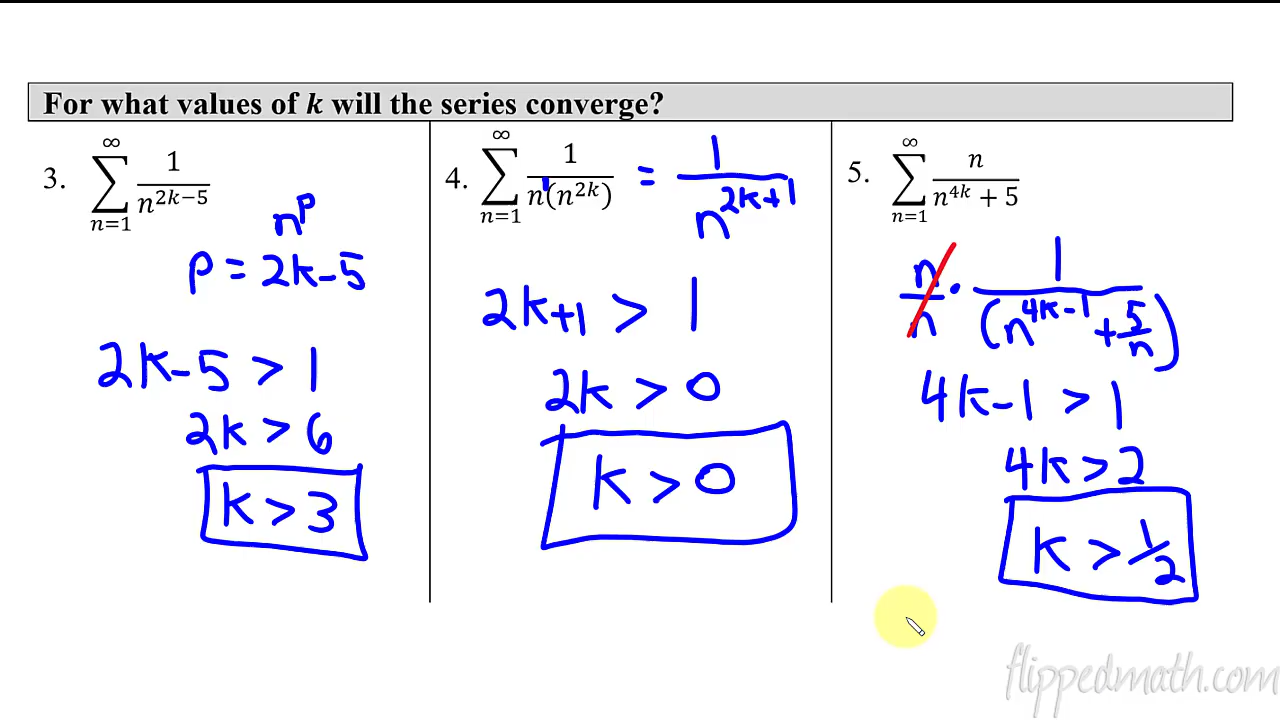 For what values of k will the series converge?
3. ∑_{n=1}^{∞} 1/n^{2k−5}
n^p
p = 2k−5
2k−5 > 1
2k > 6
k > 3
4. ∑_{n=1}^{∞} 1/(n^1(n^{2k})) = 1/n^{2k+1}
2k+1 > 1
2k > 0
k > 0
5. ∑_{n=1}^{∞} n/(n^{4k} + 5)
n/n · 1/(n^{4k−1} + 5/n)
4k−1 > 1
4k > 2
k > 1/2
flippedmath.com